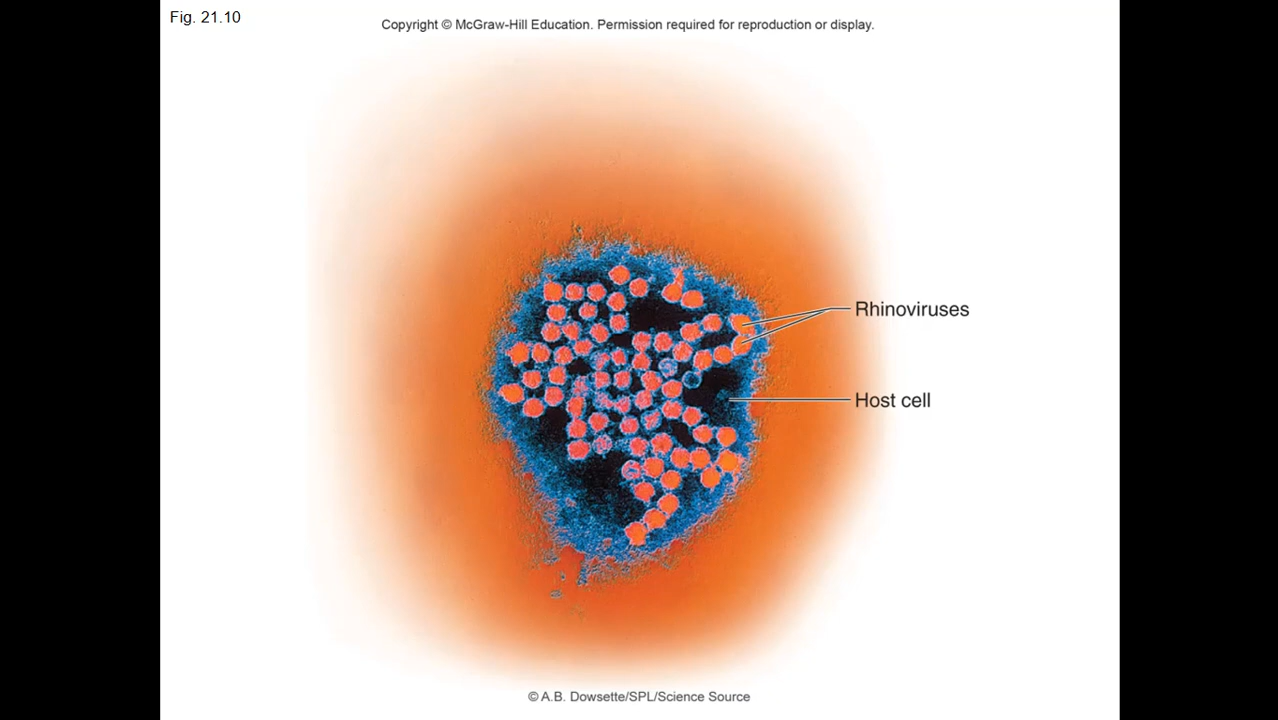 Fig. 21.10
Copyright © McGraw-Hill Education. Permission required for reproduction or display.
Rhinoviruses
Host cell
© A.B. Dowsette/SPL/Science Source